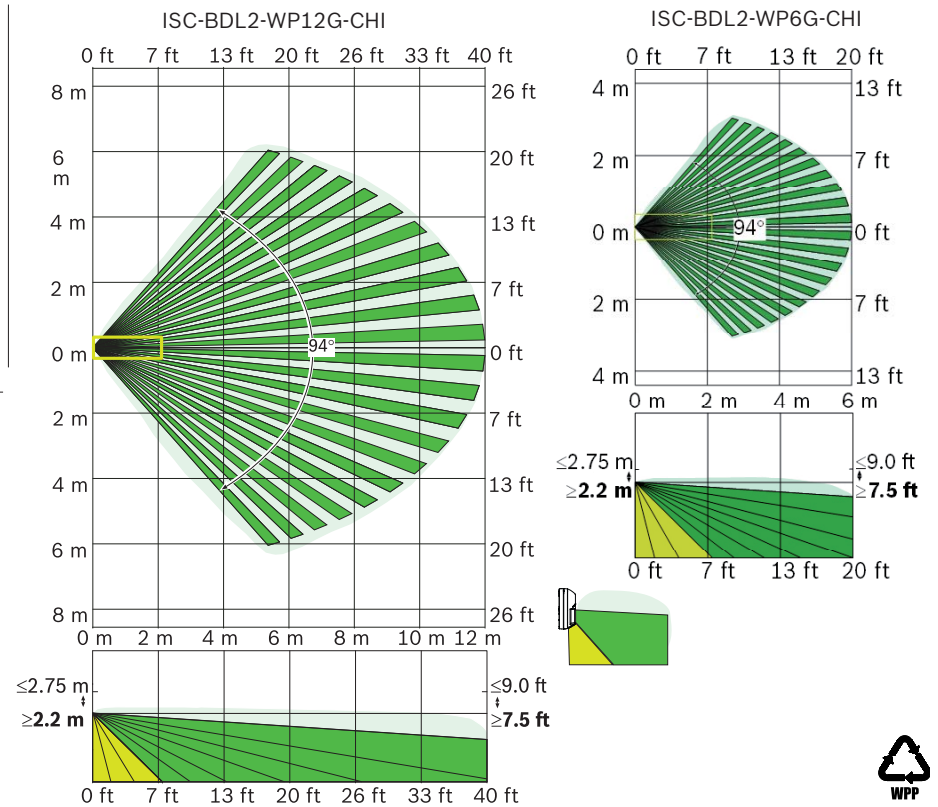 ISC-BDL2-WP12G-CHI
0 ft 7 ft 13 ft 20 ft 26 ft 33 ft 40 ft
8 m 26 ft
6 m 20 ft
4 m 13 ft
2 m 7 ft
0 m 94° 0 ft
2 m 7 ft
4 m 13 ft
6 m 20 ft
8 m 26 ft
0 m 2 m 4 m 6 m 8 m 10 m 12 m
≤2.75 m ≤9.0 ft
≥2.2 m ≥7.5 ft
0 ft 7 ft 13 ft 20 ft 26 ft 33 ft 40 ft
ISC-BDL2-WP6G-CHI
0 ft 7 ft 13 ft 20 ft
4 m 13 ft
2 m 7 ft
0 m 94° 0 ft
2 m 7 ft
4 m 13 ft
0 m 2 m 4 m 6 m
≤2.75 m ≤9.0 ft
≥2.2 m ≥7.5 ft
0 ft 7 ft 13 ft 20 ft
WPP